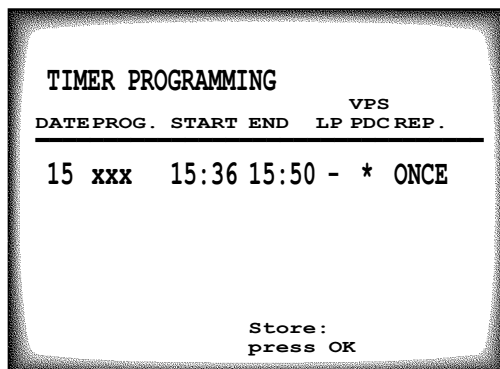 TIMER PROGRAMMING
VPS
DATE PROG. START END LP PDC REP.
15 xxx 15:36 15:50 - * ONCE
Store:
press OK